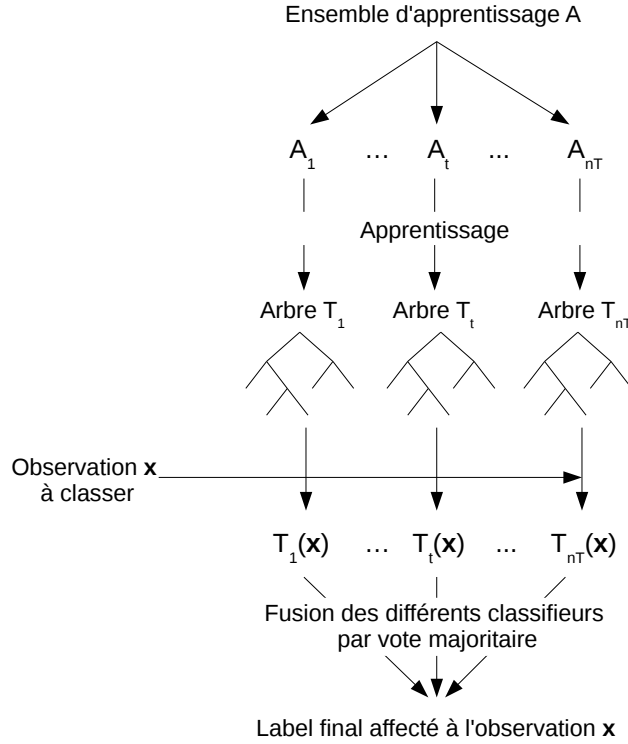 Ensemble d'apprentissage A
A₁ … Aₜ ... Aₙₜ
Apprentissage
Arbre T₁ Arbre Tₜ Arbre TₙT
Observation x
à classer
T₁(x) … Tₜ(x) ... TₙT(x)
Fusion des différents classifieurs
par vote majoritaire
Label final affecté à l'observation x